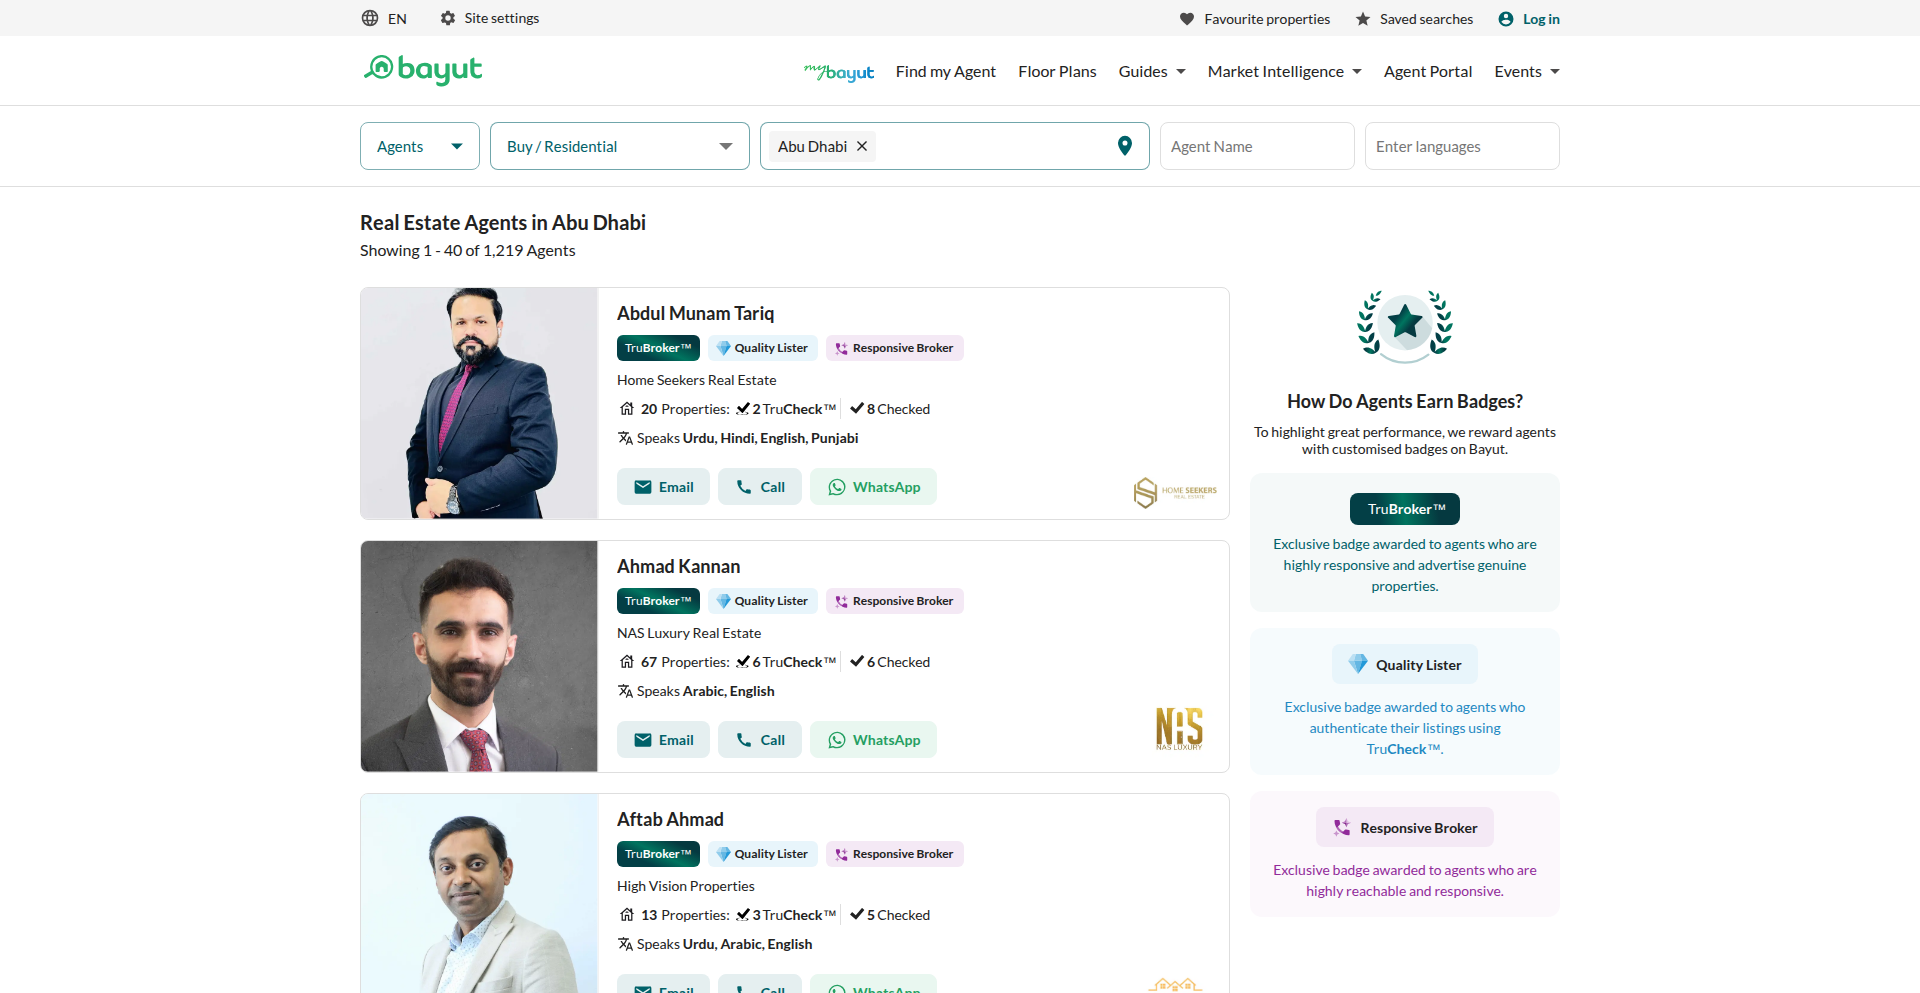 EN
Site settings
Favourite properties
Saved searches
Log in
bayut
mybayut
Find my Agent
Floor Plans
Guides
Market Intelligence
Agent Portal
Events
Agents
Buy / Residential
Abu Dhabi
Agent Name
Enter languages
Real Estate Agents in Abu Dhabi
Showing 1 - 40 of 1,219 Agents
Abdul Munam Tariq
TruBroker™
Quality Lister
Responsive Broker
Home Seekers Real Estate
20 Properties: 2 TruCheck™ 8 Checked
Speaks Urdu, Hindi, English, Punjabi
Email
Call
WhatsApp
HOME SEEKERS
REAL ESTATE
Ahmad Kannan
TruBroker™
Quality Lister
Responsive Broker
NAS Luxury Real Estate
67 Properties: 6 TruCheck™ 6 Checked
Speaks Arabic, English
Email
Call
WhatsApp
NAS
NAS LUXURY
Aftab Ahmad
TruBroker™
Quality Lister
Responsive Broker
High Vision Properties
13 Properties: 3 TruCheck™ 5 Checked
Speaks Urdu, Arabic, English
Email
Call
WhatsApp
How Do Agents Earn Badges?
To highlight great performance, we reward agents
with customised badges on Bayut.
TruBroker™
Exclusive badge awarded to agents who are
highly responsive and advertise genuine
properties.
Quality Lister
Exclusive badge awarded to agents who
authenticate their listings using
TruCheck™.
Responsive Broker
Exclusive badge awarded to agents who are
highly reachable and responsive.